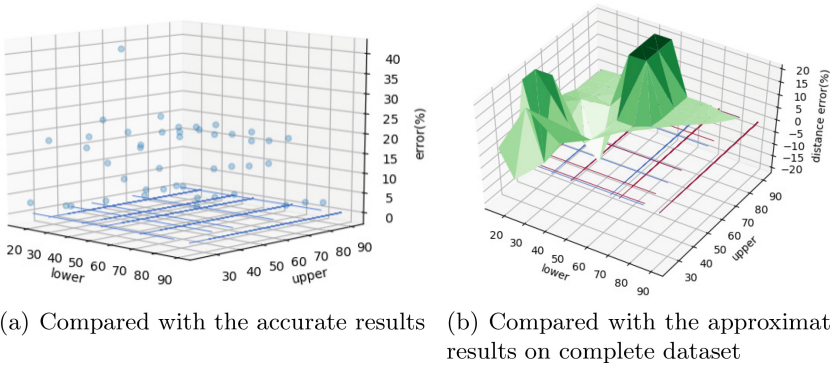 40
35
30
25
20
15
10
5
0
error(%)
20 30 40 50 60 70 80 90
lower
30 40 50 60 70 80 90
upper
20
15
10
5
0
−5
−10
−15
−20
distance error(%)
20 30 40 50 60 70 80 90
lower
30 40 50 60 70 80 90
upper
(a) Compared with the accurate results
(b) Compared with the approximat
results on complete dataset